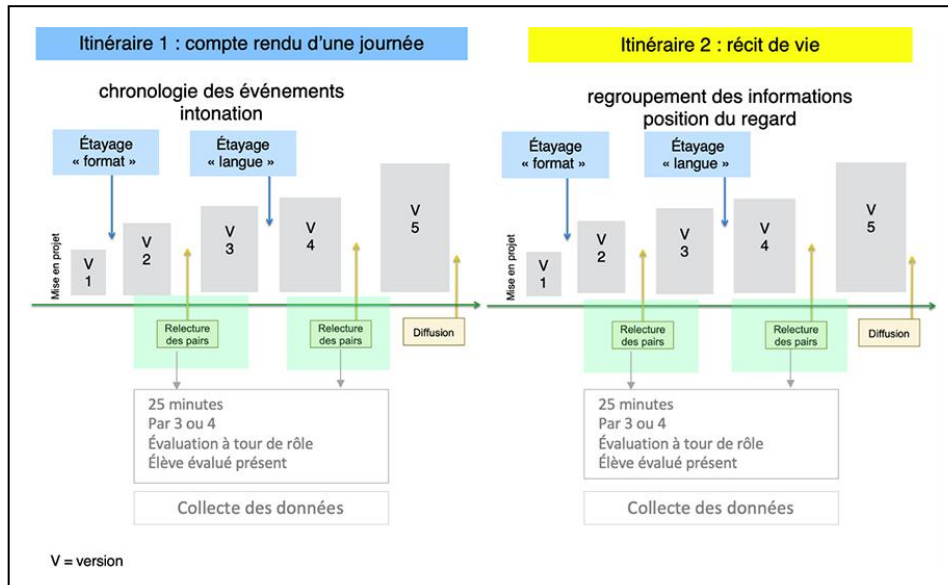 Itinéraire 1 : compte rendu d'une journée
chronologie des événements
intonation
Étayage
« format »
Étayage
« langue »
Mise en projet
V
1
V
2
V
3
V
4
V
5
Relecture
des pairs
Relecture
des pairs
Diffusion
25 minutes
Par 3 ou 4
Évaluation à tour de rôle
Élève évalué présent
Collecte des données
V = version
Itinéraire 2 : récit de vie
regroupement des informations
position du regard
Étayage
« format »
Étayage
« langue »
Mise en projet
V
1
V
2
V
3
V
4
V
5
Relecture
des pairs
Relecture
des pairs
Diffusion
25 minutes
Par 3 ou 4
Évaluation à tour de rôle
Élève évalué présent
Collecte des données